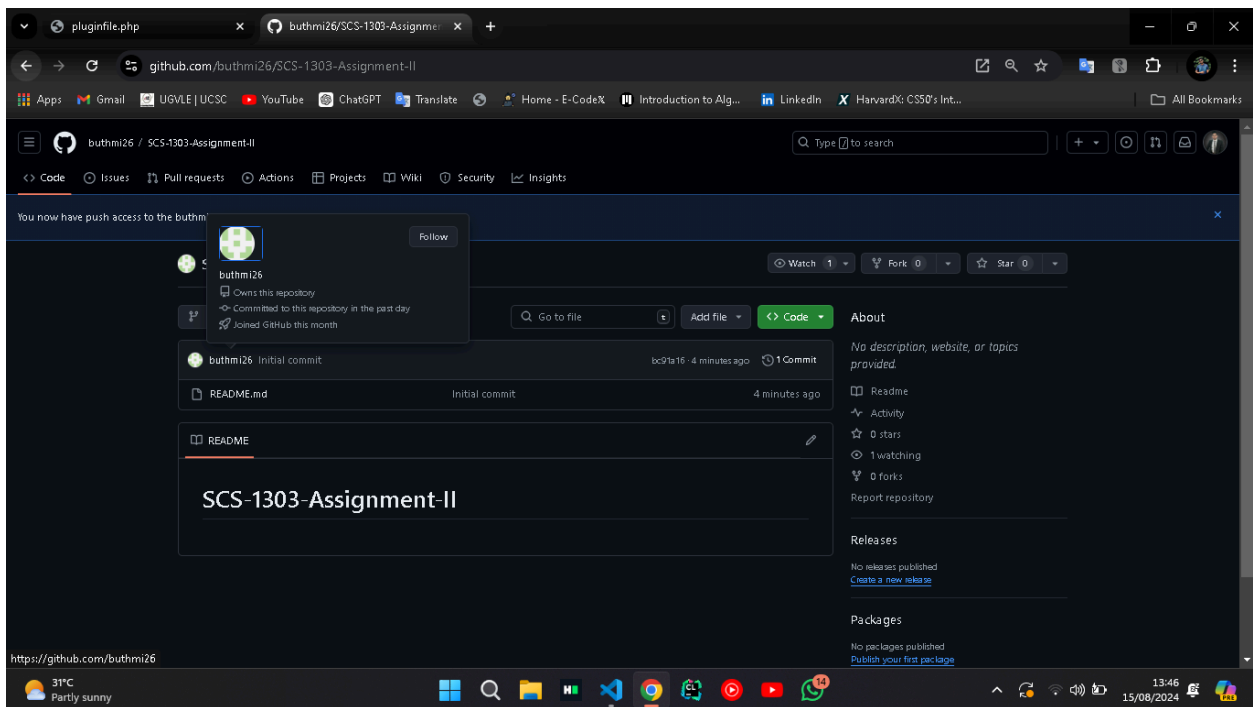 pluginfile.php
buthmi26/SCS-1303-Assignmen
github.com/buthmi26/SCS-1303-Assignment-II
Apps Gmail UGVLE | UCSC YouTube ChatGPT Translate Home - E-CodeX Introduction to Alg... LinkedIn HarvardX: CS50's Int... All Bookmarks
buthmi26 / SCS-1303-Assignment-II
Type / to search
Code Issues Pull requests Actions Projects Wiki Security Insights
You now have push access to the buthmi
Follow
buthmi26
Owns this repository
Committed to this repository in the past day
Joined GitHub this month
S
Watch 1 Fork 0 Star 0
Go to file t Add file Code
buthmi26 Initial commit bc91a16 · 4 minutes ago 1 Commit
README.md Initial commit 4 minutes ago
README
SCS-1303-Assignment-II
About
No description, website, or topics
provided.
Readme
Activity
0 stars
1 watching
0 forks
Report repository
Releases
No releases published
Create a new release
Packages
No packages published
Publish your first package
https://github.com/buthmi26
31°C
Partly sunny
14
13:46
15/08/2024